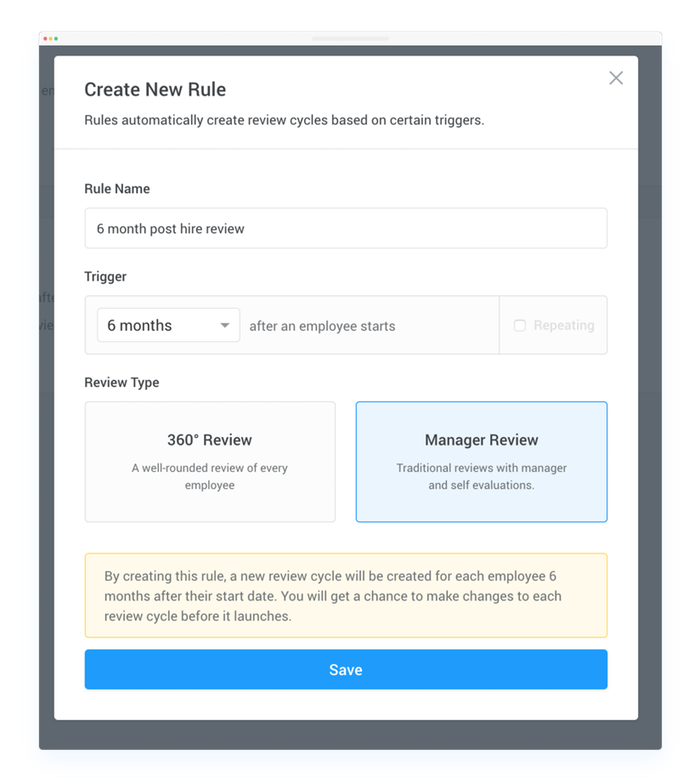 Create New Rule
Rules automatically create review cycles based on certain triggers.
Rule Name
6 month post hire review
Trigger
6 months after an employee starts Repeating
Review Type
360° Review
A well-rounded review of every
employee
Manager Review
Traditional reviews with manager
and self evaluations.
By creating this rule, a new review cycle will be created for each employee 6
months after their start date. You will get a chance to make changes to each
review cycle before it launches.
Save